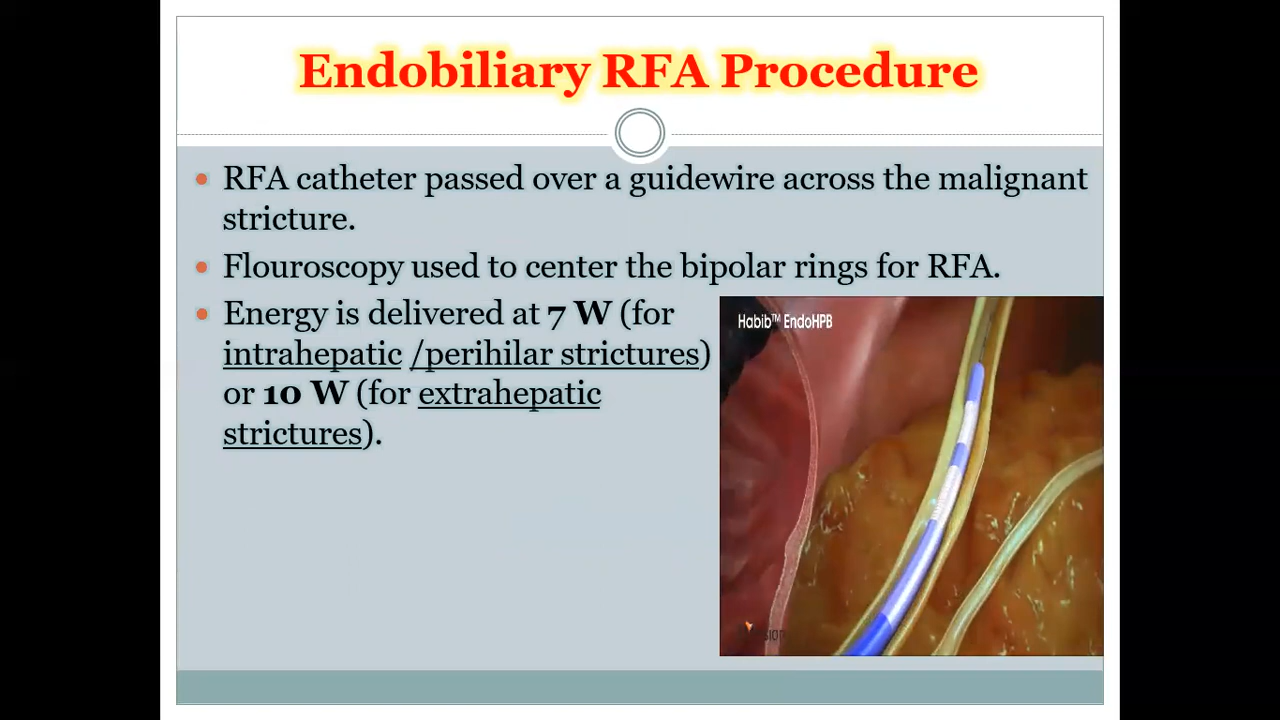 Endobiliary RFA Procedure
RFA catheter passed over a guidewire across the malignant
stricture.
Flouroscopy used to center the bipolar rings for RFA.
Energy is delivered at 7 W (for
intrahepatic /perihilar strictures)
or 10 W (for extrahepatic
strictures).
Habib™ EndoHPB